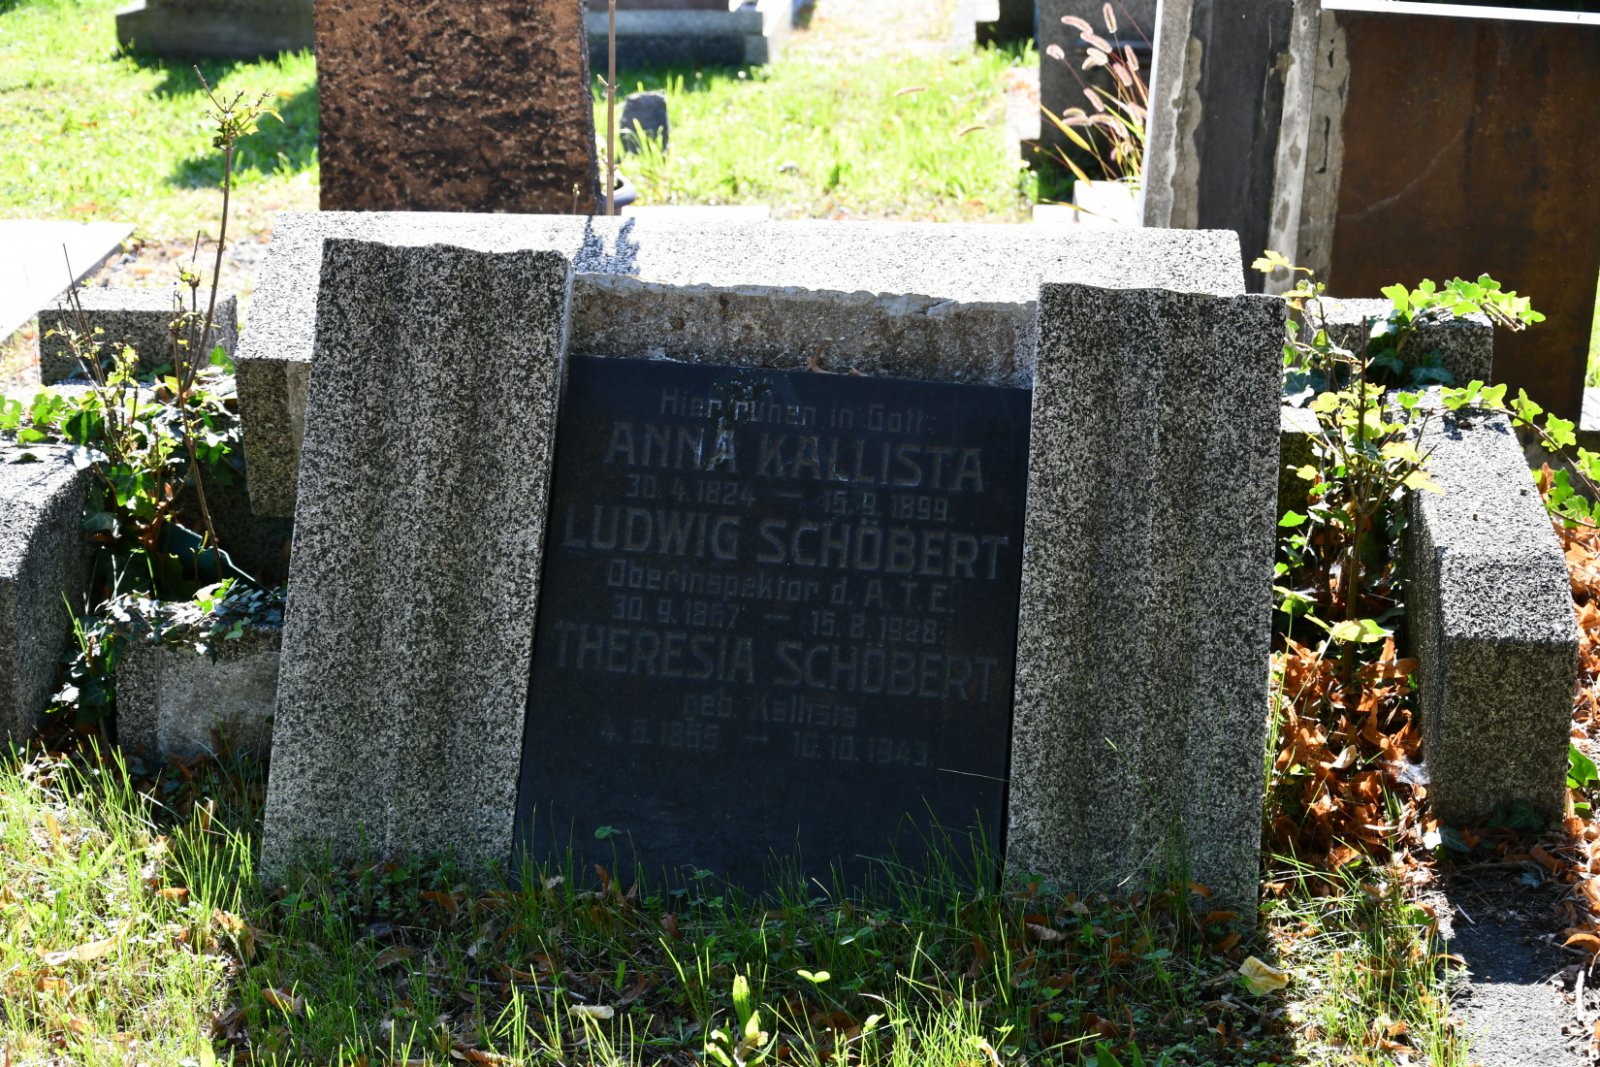 Hier ruhen in Gott:
ANNA KALLISTA
30.4.1824 — 15.9.1899.
LUDWIG SCHÖBERT
Oberinspektor d. A.T.E.
30.9.1867 — 15.8.1928.
THERESIA SCHÖBERT
geb. Kallista
— 10.10.1943.